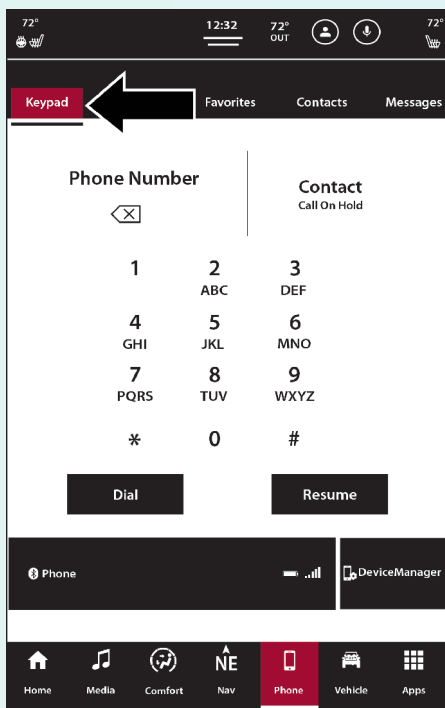 72° 12:32 72° OUT 72°
Keypad Favorites Contacts Messages
Phone Number
Contact
Call On Hold
1 2 3
ABC DEF
4 5 6
GHI JKL MNO
7 8 9
PQRS TUV WXYZ
* 0 #
Dial Resume
Phone DeviceManager
NE
Home Media Comfort Nav Phone Vehicle Apps